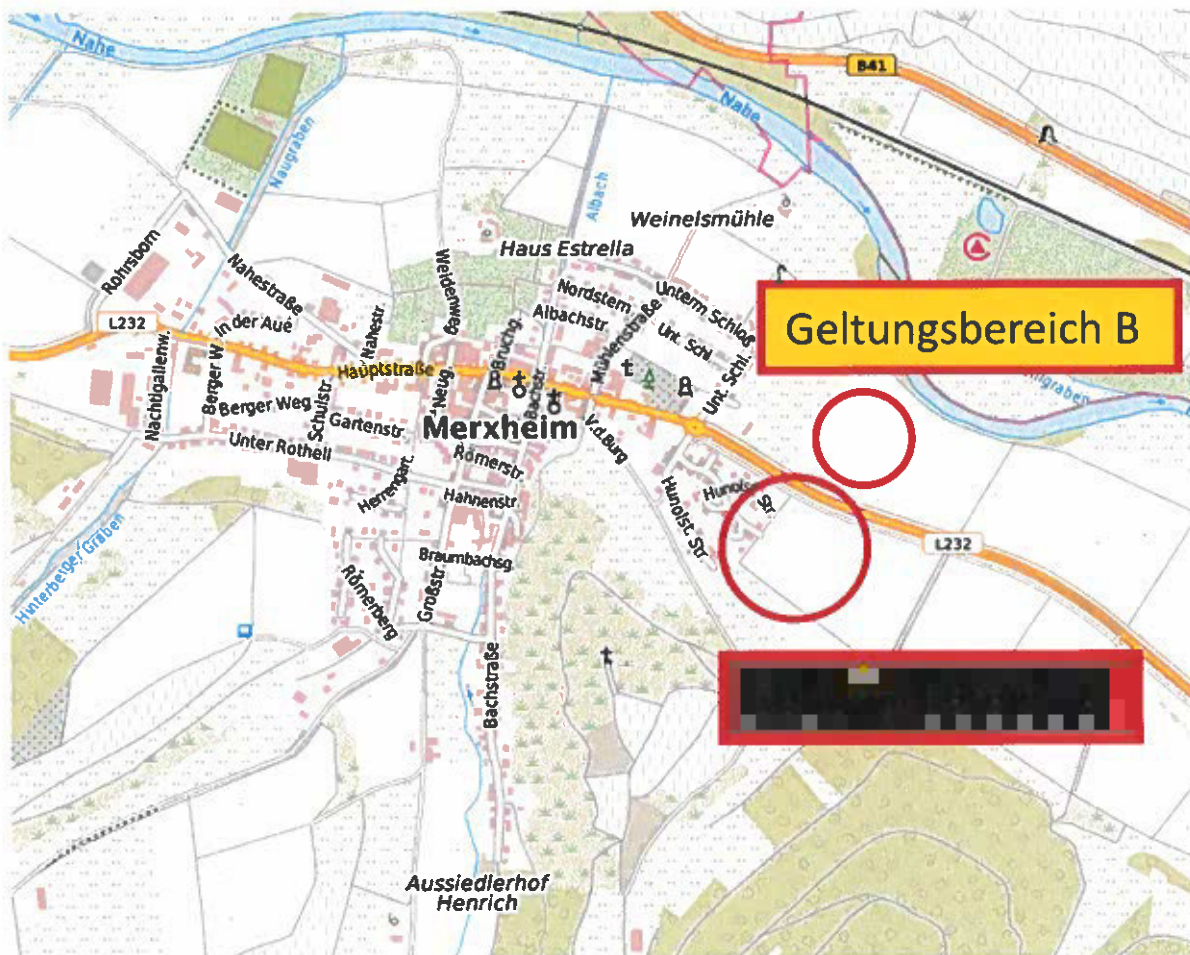 Nahe
B41
Nahe
Naugraben
Albach
Weinelsmühle
Haus Estrella
Rohrsborn
Nahestraße
Weidenweg
Nordstern
Unterm Schloß
Albachstr.
Mühlenstraße
Unt. Schl.
Geltungsbereich B
L232
In der Aue
Nahestr.
Hauptstraße
Bruchg.
Bachstr.
Unt. Schl.
Nachtigallenw.
Berger W.
Berger Weg
Schulstr
Neug.
Gartenstr.
Merxheim
V.d.Burg
Unter Rothell
Herrengart.
Römerstr.
Hahnenstr.
Hunolst. Str
Str
L232
Hinterberger Graben
Braumbachsg.
Römerberg
Großstr.
Bachstraße
Aussiedlerhof
Henrich